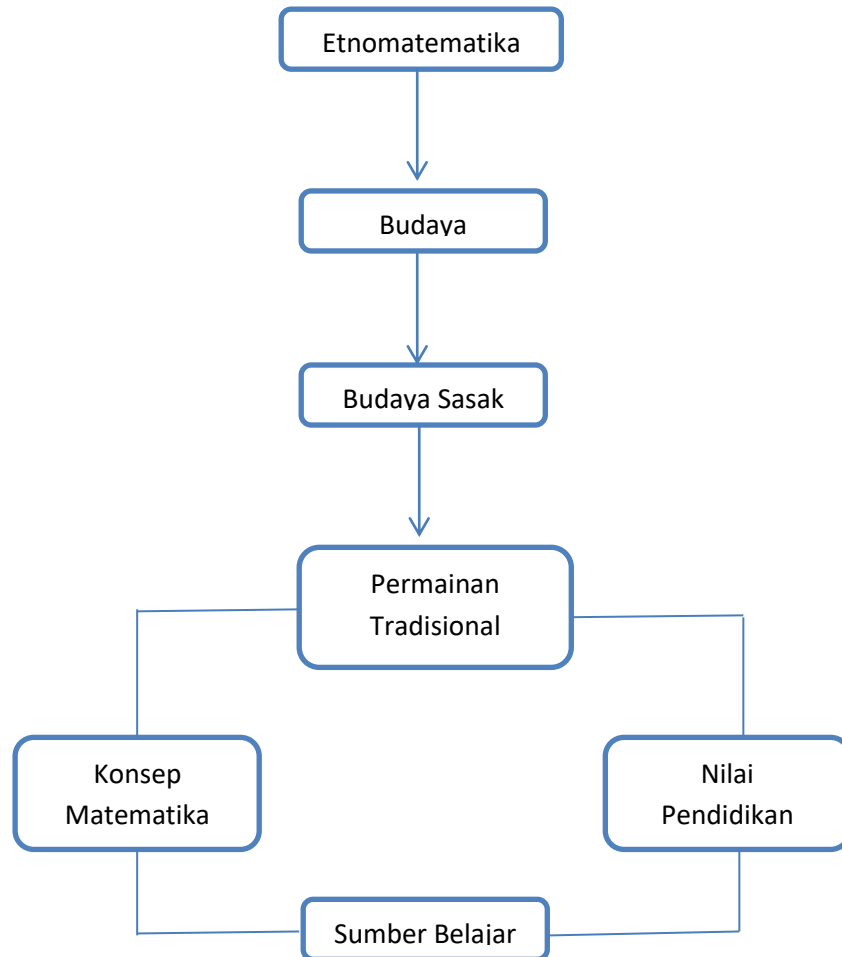 Etnomatematika
Budaya
Budaya Sasak
Permainan
Tradisional
Konsep
Matematika
Nilai
Pendidikan
Sumber Belajar